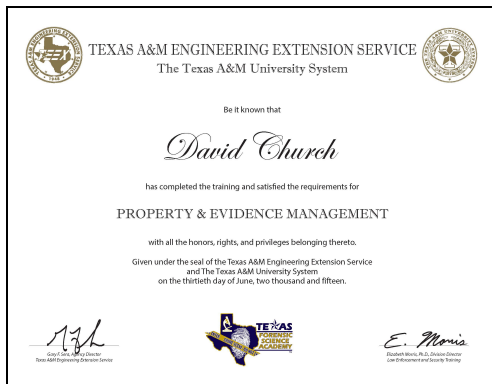 TEXAS A&M ENGINEERING EXTENSION SERVICE
The Texas A&M University System
Be it known that
David Church
has completed the training and satisfied the requirements for
PROPERTY & EVIDENCE MANAGEMENT
with all the honors, rights, and privileges belonging thereto.
Given under the seal of the Texas A&M Engineering Extension Service
and The Texas A&M University System
on the thirtieth day of June, two thousand and fifteen.
TEXAS
FORENSIC
SCIENCE
ACADEMY
Gary F. Sera, Agency Director
Texas A&M Engineering Extension Service
E. Morris
Elizabeth Morris, Ph.D., Division Director
Law Enforcement and Security Training